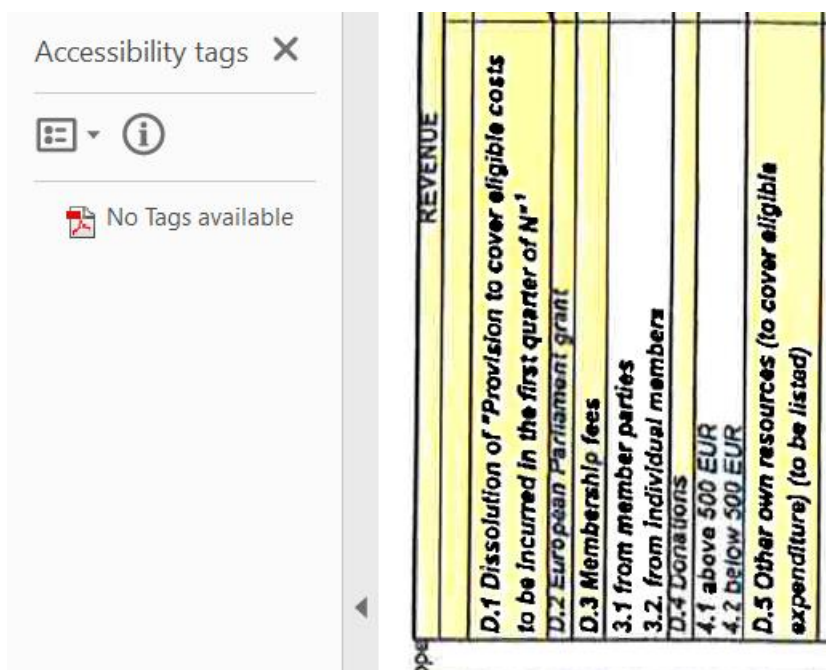 Accessibility tags
No Tags available
REVENUE
D.1 Dissolution of "Provision to cover eligible costs
to be incurred in the first quarter of N"¹
D.2 European Parliament grant
D.3 Membership fees
3.1 from member parties
3.2. from individual members
D.4 Donations
4.1 above 500 EUR
4.2 below 500 EUR
D.5 Other own resources (to cover eligible
expenditure) (to be listed)